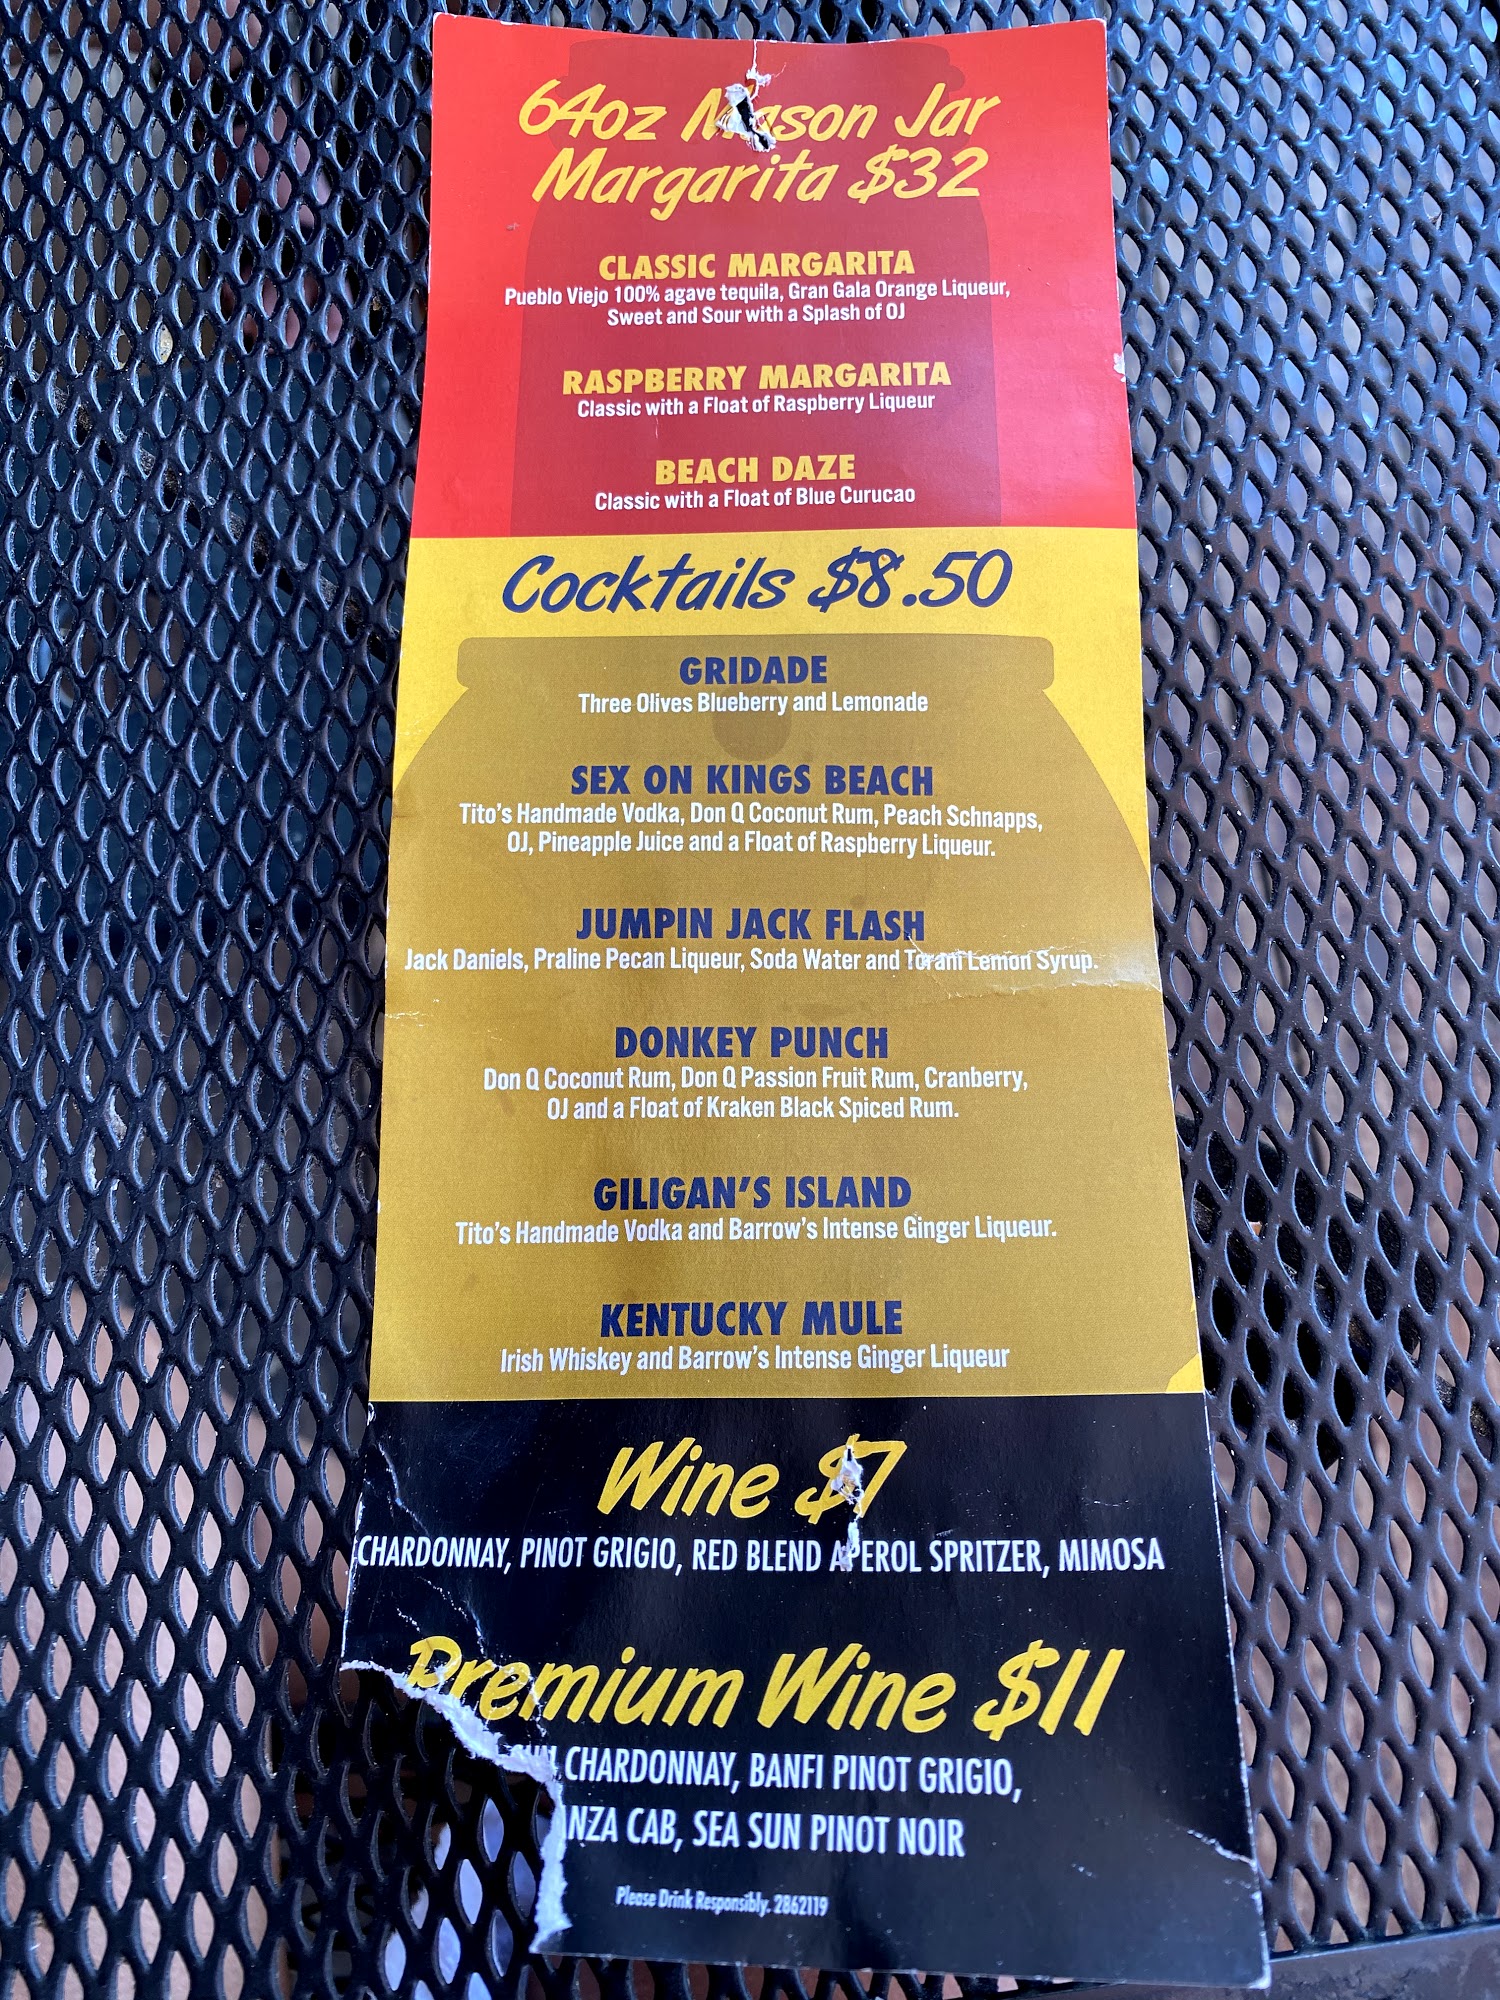 64oz Mason Jar
Margarita $32
CLASSIC MARGARITA
Pueblo Viejo 100% agave tequila, Gran Gala Orange Liqueur,
Sweet and Sour with a Splash of OJ
RASPBERRY MARGARITA
Classic with a Float of Raspberry Liqueur
BEACH DAZE
Classic with a Float of Blue Curucao
Cocktails $8.50
GRIDADE
Three Olives Blueberry and Lemonade
SEX ON KINGS BEACH
Tito's Handmade Vodka, Don Q Coconut Rum, Peach Schnapps,
OJ, Pineapple Juice and a Float of Raspberry Liqueur.
JUMPIN JACK FLASH
Jack Daniels, Praline Pecan Liqueur, Soda Water and Torani Lemon Syrup.
DONKEY PUNCH
Don Q Coconut Rum, Don Q Passion Fruit Rum, Cranberry,
OJ and a Float of Kraken Black Spiced Rum.
GILIGAN'S ISLAND
Tito's Handmade Vodka and Barrow's Intense Ginger Liqueur.
KENTUCKY MULE
Irish Whiskey and Barrow's Intense Ginger Liqueur
Wine $7
CHARDONNAY, PINOT GRIGIO, RED BLEND APEROL SPRITZER, MIMOSA
Premium Wine $11
CHARDONNAY, BANFI PINOT GRIGIO,
CAB, SEA SUN PINOT NOIR
Please Drink Responsibly. 2862119